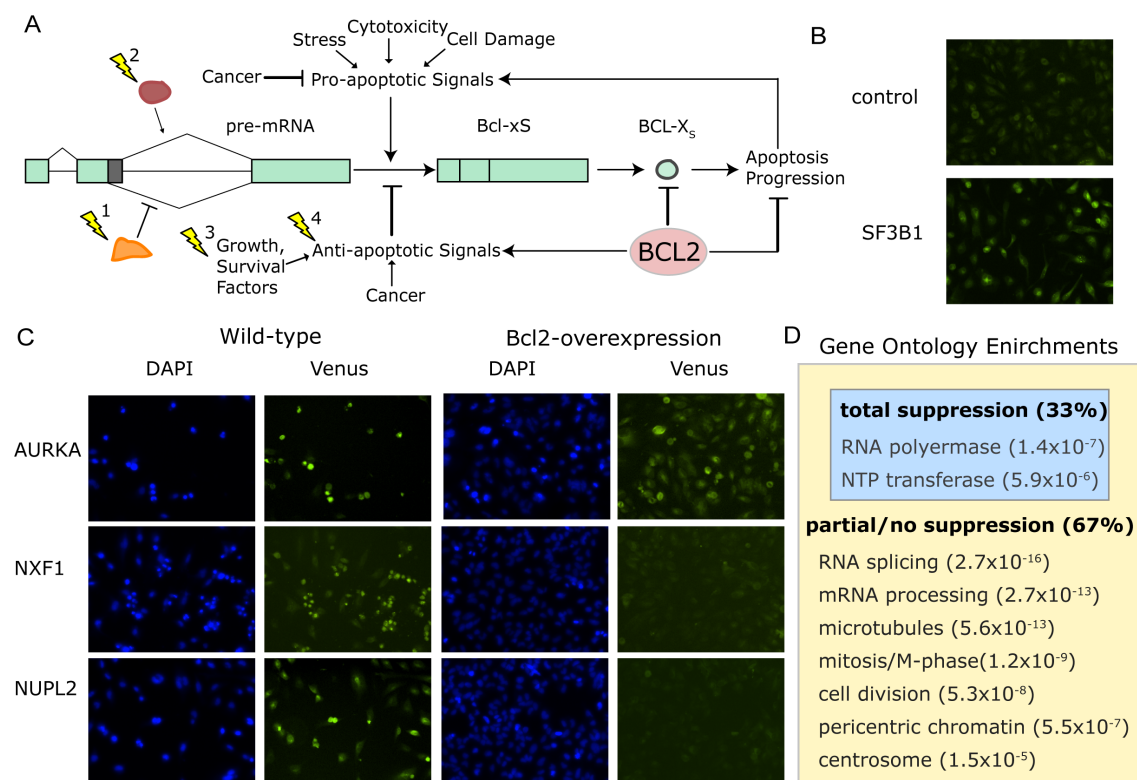 A
Stress
Cytotoxicity
Cell Damage
Cancer
Pro-apoptotic Signals
2
pre-mRNA
Bcl-xS
BCL-XS
Apoptosis
Progression
1
3
4
Growth,
Survival
Factors
Anti-apoptotic Signals
Cancer
BCL2
B
control
SF3B1
C
Wild-type
Bcl2-overexpression
DAPI
Venus
DAPI
Venus
AURKA
NXF1
NUPL2
D
Gene Ontology Enirchments
total suppression (33%)
RNA polyermase (1.4x10-7)
NTP transferase (5.9x10-6)
partial/no suppression (67%)
RNA splicing (2.7x10-16)
mRNA processing (2.7x10-13)
microtubules (5.6x10-13)
mitosis/M-phase(1.2x10-9)
cell division (5.3x10-8)
pericentric chromatin (5.5x10-7)
centrosome (1.5x10-5)